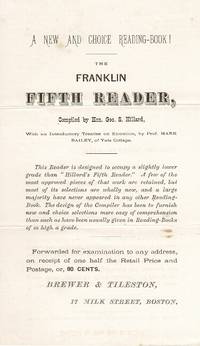 A NEW AND CHOICE READING-BOOK!
THE
FRANKLIN
FIFTH READER,
Compiled by Hon. Geo. S. Hillard,
With an Introductory Treatise on Elocution, by Prof. MARK
BAILEY, of Yale College.
This Reader is designed to occupy a slightly lower
grade than "Hillard's Fifth Reader." A few of the
most approved pieces of that work are retained, but
most of the selections are wholly new, and a large
majority have never appeared in any other Reading-
Book. The design of the Compiler has been to furnish
new and choice selections more easy of comprehension
than such as have been usually given in Reading-Books
of so high a grade.
Forwarded for examination to any address,
on receipt of one half the Retail Price and
Postage, or, 60 CENTS.
BREWER & TILESTON,
17 MILK STREET, BOSTON.